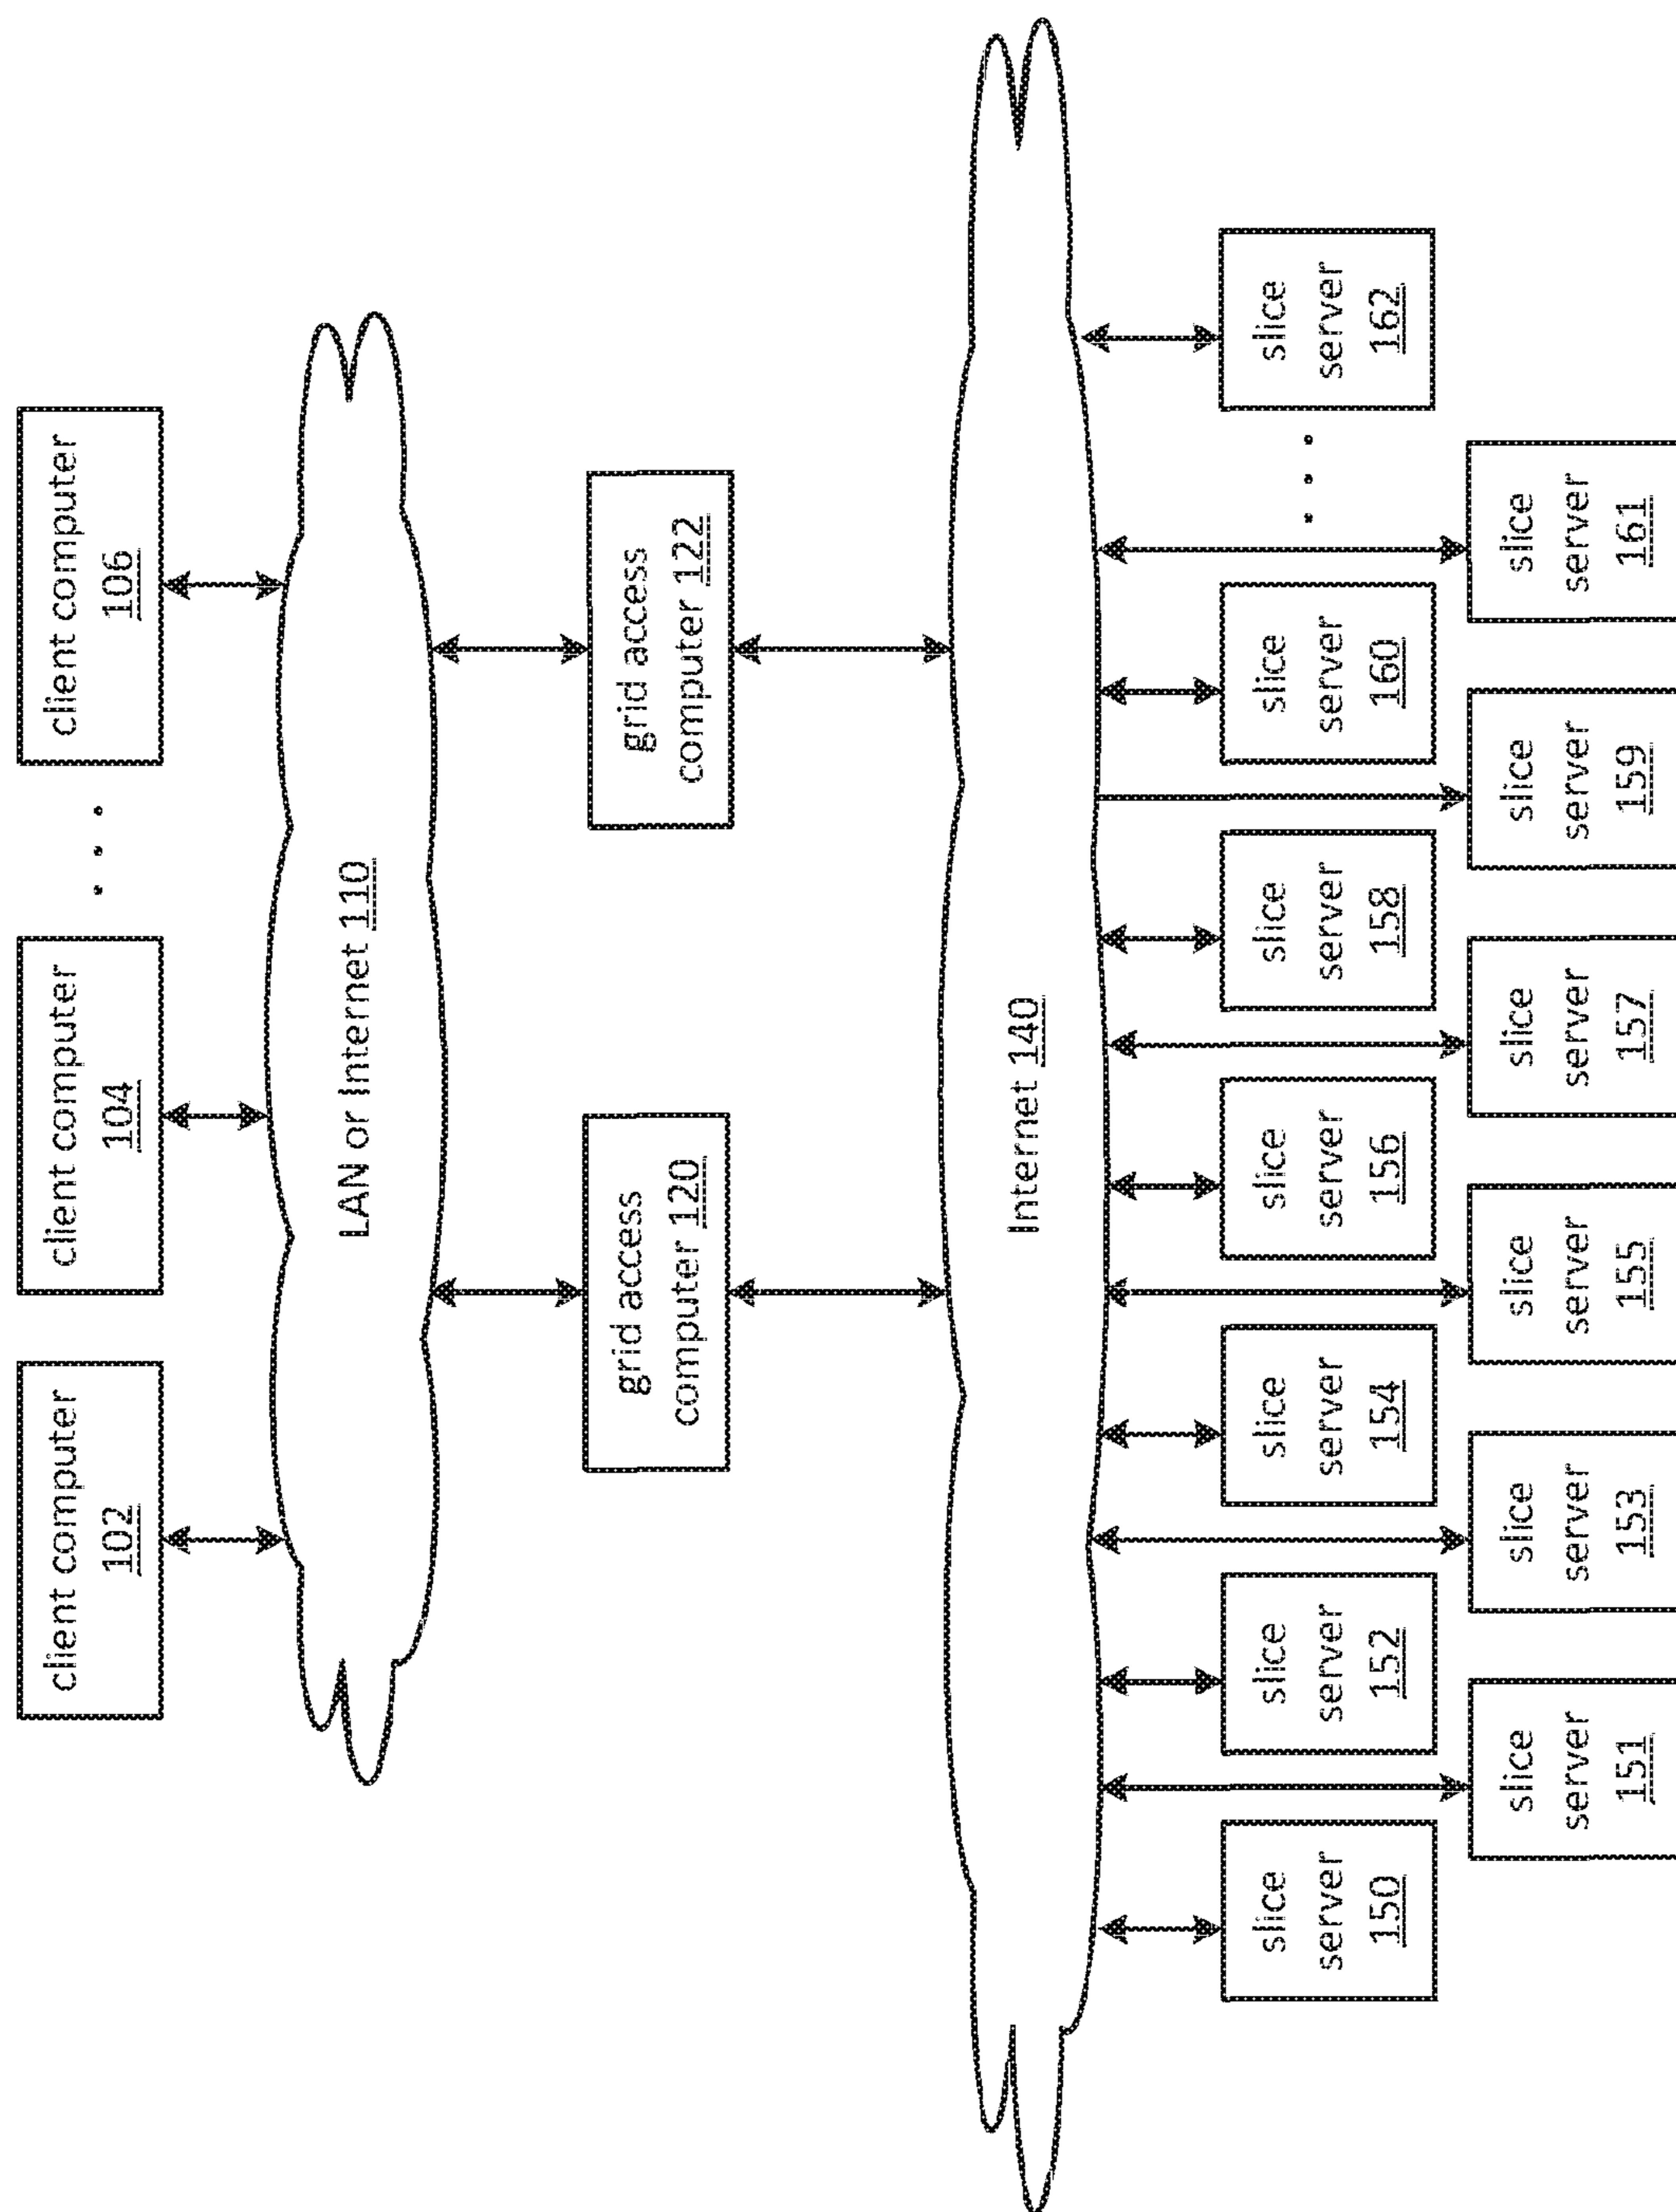 client computer
102
client computer
104
. . .
client computer
106
LAN or Internet 110
grid access
computer 120
grid access
computer 122
Internet 140
slice
server
150
slice
server
152
slice
server
154
slice
server
156
slice
server
158
slice
server
160
. . .
slice
server
162
slice
server
151
slice
server
153
slice
server
155
slice
server
157
slice
server
159
slice
server
161